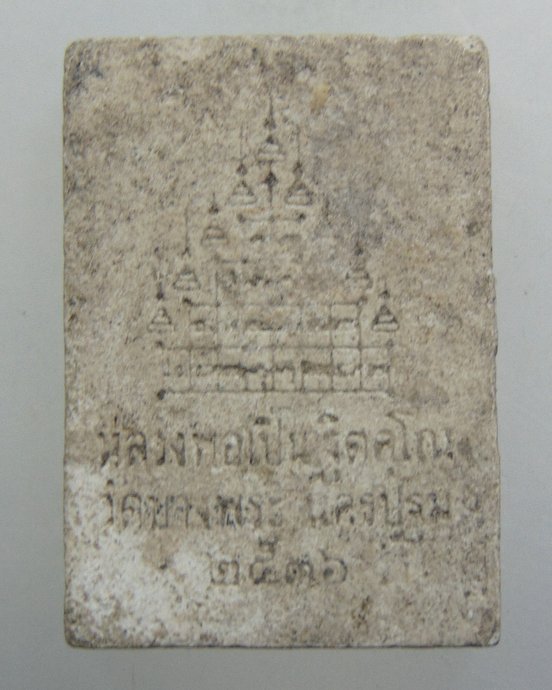 หลวงพ่อเปิ่น ฐิตคุโณ
วัดบางพระ นครปฐม
๒๕๓๖